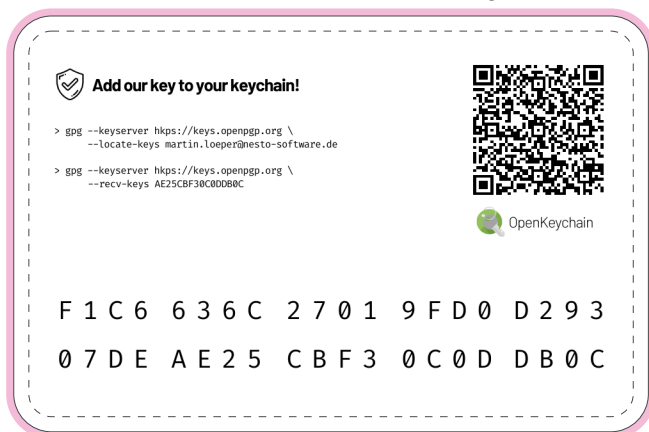 Add our key to your keychain!
> gpg --keyserver hkps://keys.openpgp.org \
--locate-keys martin.loeper@nesto-software.de
> gpg --keyserver hkps://keys.openpgp.org \
--recv-keys AE25CBF30C0DDB0C
OpenKeychain
F1C6 636C 2701 9FD0 D293
07DE AE25 CBF3 0C0D DB0C